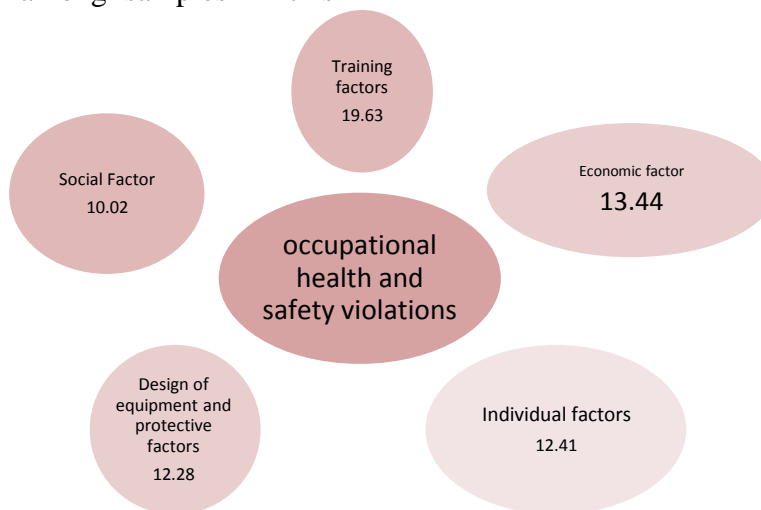 Training
factors
19.63
Social Factor
10.02
Economic factor
13.44
occupational
health and
safety violations
Design of
equipment and
protective
factors
12.28
Individual factors
12.41